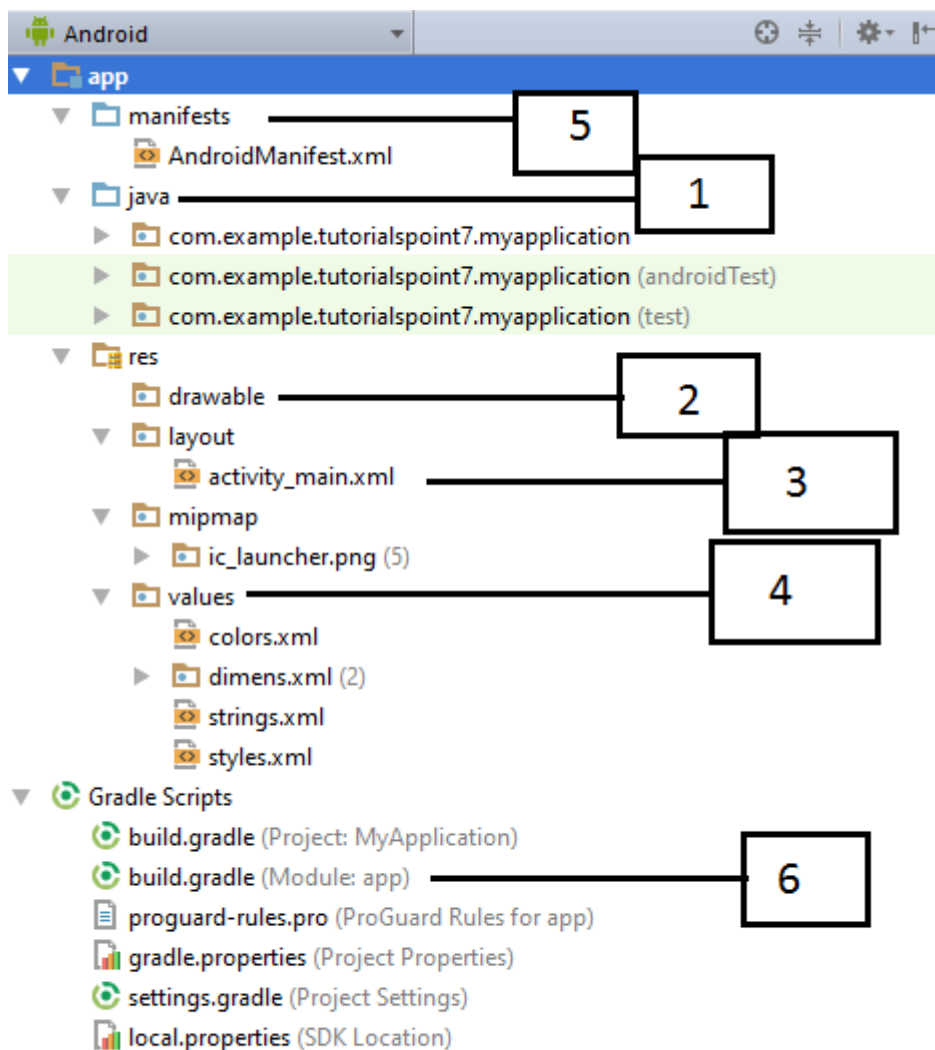 Android
app
manifests
5
AndroidManifest.xml
java
1
com.example.tutorialspoint7.myapplication
com.example.tutorialspoint7.myapplication (androidTest)
com.example.tutorialspoint7.myapplication (test)
res
drawable
2
layout
activity_main.xml
3
mipmap
ic_launcher.png (5)
values
4
colors.xml
dimens.xml (2)
strings.xml
styles.xml
Gradle Scripts
build.gradle (Project: MyApplication)
build.gradle (Module: app)
6
proguard-rules.pro (ProGuard Rules for app)
gradle.properties (Project Properties)
settings.gradle (Project Settings)
local.properties (SDK Location)